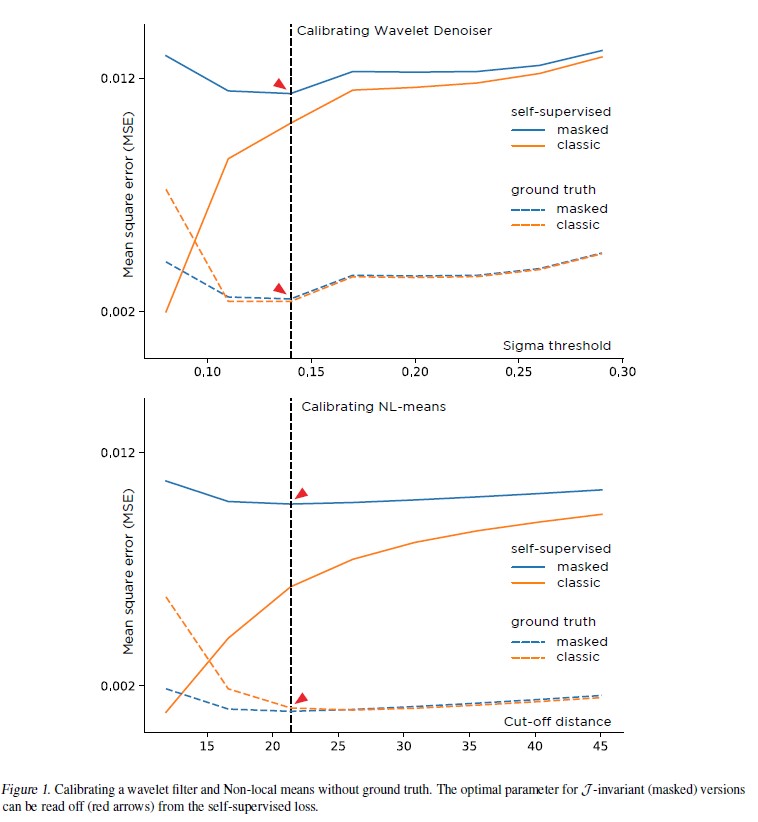 Calibrating Wavelet Denoiser
Mean square error (MSE)
0,012
0,002
self-supervised
masked
classic
ground truth
masked
classic
Sigma threshold
0,10 0,15 0,20 0,25 0,30
Calibrating NL-means
Mean square error (MSE)
0,012
0,002
self-supervised
masked
classic
ground truth
masked
classic
Cut-off distance
15 20 25 30 35 40 45
Figure 1. Calibrating a wavelet filter and Non-local means without ground truth. The optimal parameter for 𝒥-invariant (masked) versions
can be read off (red arrows) from the self-supervised loss.